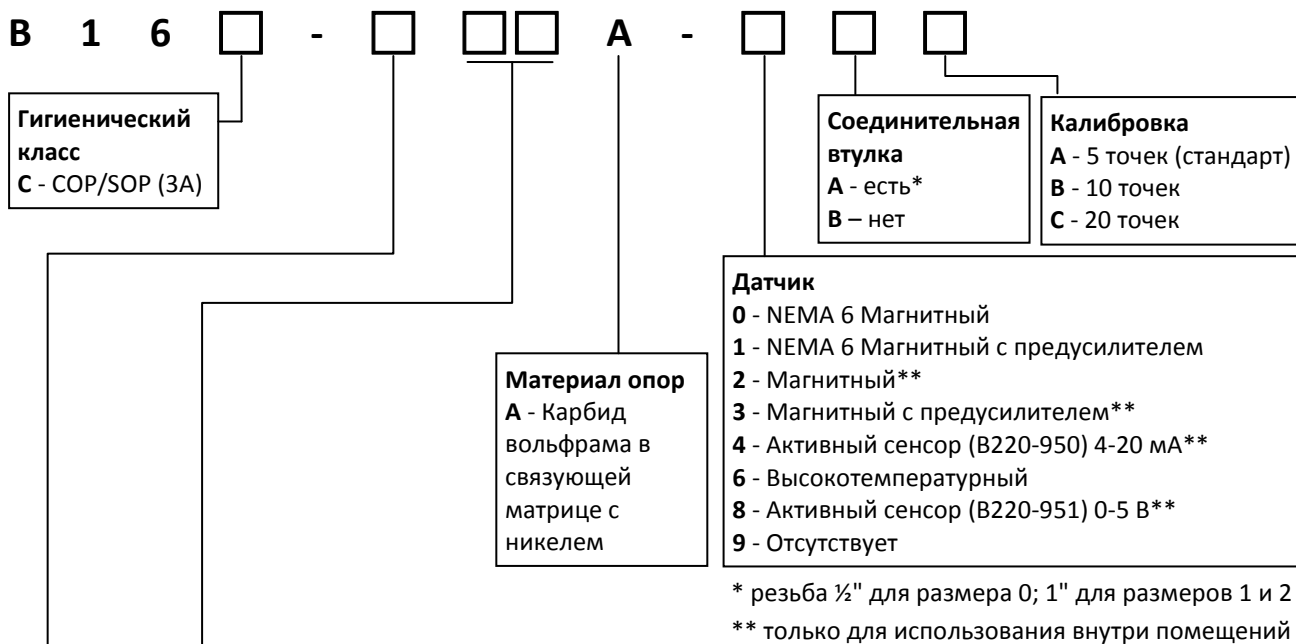 В 1 6 - А -
Гигиенический
класс
С - COP/SOP (3A)
Соединительная
втулка
А - есть*
В – нет
Калибровка
А - 5 точек (стандарт)
В - 10 точек
С - 20 точек
Датчик
0 - NEMA 6 Магнитный
1 - NEMA 6 Магнитный с предусилителем
2 - Магнитный**
3 - Магнитный с предусилителем**
4 - Активный сенсор (B220-950) 4-20 мА**
6 - Высокотемпературный
8 - Активный сенсор (B220-951) 0-5 В**
9 - Отсутствует
Материал опор
А - Карбид
вольфрама в
связующей
матрице с
никелем
* резьба ½" для размера 0; 1" для размеров 1 и 2
** только для использования внутри помещений